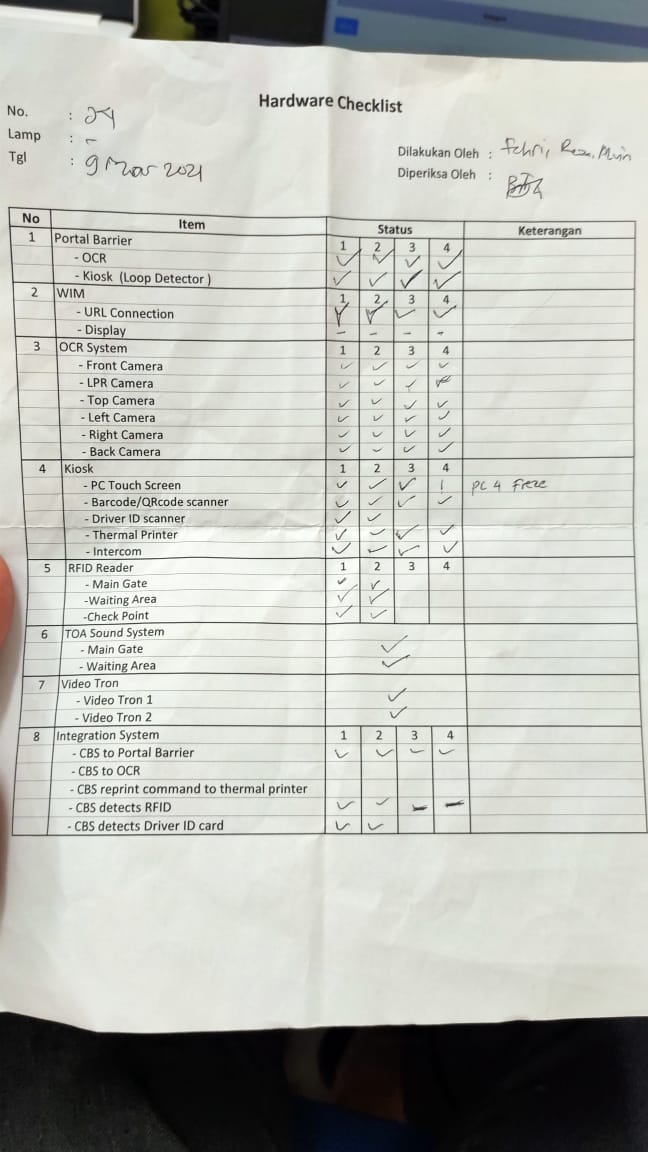 Hardware Checklist
No. :
Lamp : -
Tgl : 9 Mar 2021
Dilakukan Oleh : Fehri, Reza,
Diperiksa Oleh :
No Item Status Keterangan
1 Portal Barrier 1 2 3 4
- OCR ✓ ✓ ✓ ✓
- Kiosk (Loop Detector) ✓ ✓ ✓ ✓
2 WIM 1 2 3 4
- URL Connection ✓ ✓ ✓ ✓
- Display - - - -
3 OCR System 1 2 3 4
- Front Camera ✓ ✓ ✓ ✓
- LPR Camera ✓ ✓ ✓ ✓
- Top Camera ✓ ✓ ✓ ✓
- Left Camera ✓ ✓ ✓ ✓
- Right Camera ✓ ✓ ✓ ✓
- Back Camera ✓ ✓ ✓ ✓
4 Kiosk 1 2 3 4
- PC Touch Screen ✓ ✓ ✓ ! PC 4 Freze
- Barcode/QRcode scanner ✓ ✓ ✓ ✓
- Driver ID scanner ✓ ✓
- Thermal Printer ✓ ✓ ✓ ✓
- Intercom ✓ ✓ ✓ ✓
5 RFID Reader 1 2 3 4
- Main Gate ✓ ✓
-Waiting Area ✓ ✓
-Check Point ✓ ✓
6 TOA Sound System
- Main Gate ✓
- Waiting Area ✓
7 Video Tron
- Video Tron 1 ✓
- Video Tron 2 ✓
8 Integration System 1 2 3 4
- CBS to Portal Barrier ✓ ✓ ✓ ✓
- CBS to OCR
- CBS reprint command to thermal printer
- CBS detects RFID ✓ ✓ - -
- CBS detects Driver ID card ✓ ✓